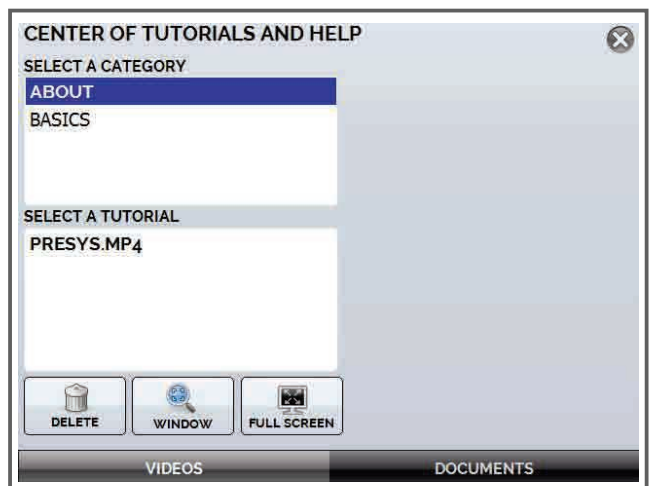 CENTER OF TUTORIALS AND HELP
SELECT A CATEGORY
ABOUT
BASICS
SELECT A TUTORIAL
PRESYS.MP4
DELETE
WINDOW
FULL SCREEN
VIDEOS
DOCUMENTS